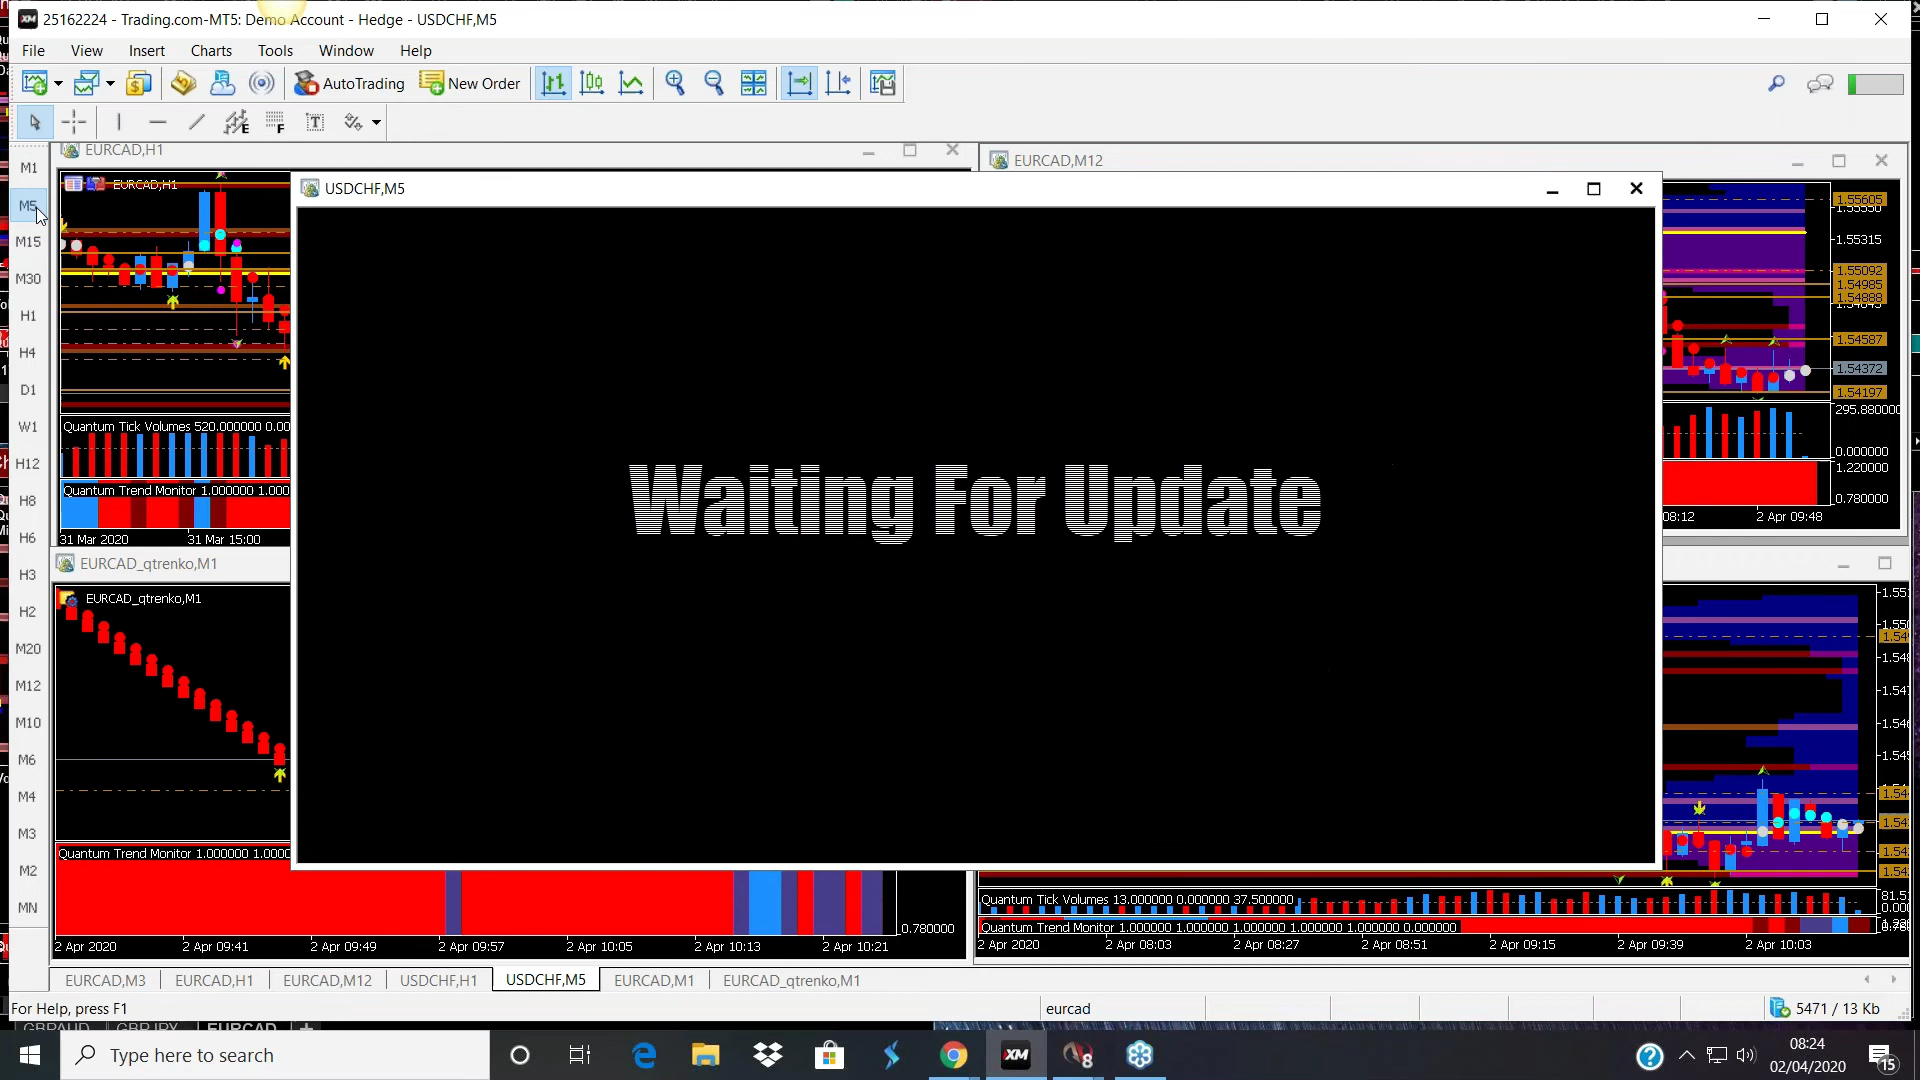 25162224 - Trading.com-MT5: Demo Account - Hedge - USDCHF,M5
File View Insert Charts Tools Window Help
AutoTrading New Order
E F T
M1
M5
M15
M30
H1
H4
D1
W1
H12
H8
H6
H3
H2
M20
M12
M10
M6
M4
M3
M2
MN
EURCAD,H1
EURCAD,H1
Quantum Tick Volumes 520.000000 0.00
Quantum Trend Monitor 1.000000 1.000
31 Mar 2020 31 Mar 15:00
USDCHF,M5
Waiting For Update
EURCAD,M12
1.55605
1.55550
1.55315
1.55092
1.54985
1.54888
1.54587
1.54372
1.54197
295.880000
0.000000
1.220000
0.780000
08:12 2 Apr 09:48
EURCAD_qtrenko,M1
EURCAD_qtrenko,M1
Quantum Trend Monitor 1.000000 1.0000
0.780000
2 Apr 2020 2 Apr 09:41 2 Apr 09:49 2 Apr 09:57 2 Apr 10:05 2 Apr 10:13 2 Apr 10:21
Quantum Tick Volumes 13.000000 0.000000 37.500000
Quantum Trend Monitor 1.000000 1.000000 1.000000 1.000000 1.000000 0.000000
2 Apr 2020 2 Apr 08:03 2 Apr 08:27 2 Apr 08:51 2 Apr 09:15 2 Apr 09:39 2 Apr 10:03
EURCAD,M3 EURCAD,H1 EURCAD,M12 USDCHF,H1 USDCHF,M5 EURCAD,M1 EURCAD_qtrenko,M1
For Help, press F1 eurcad 5471 / 13 Kb
GBPAUD GBPJPY EURCAD
Type here to search
XM
8
08:24
02/04/2020
15